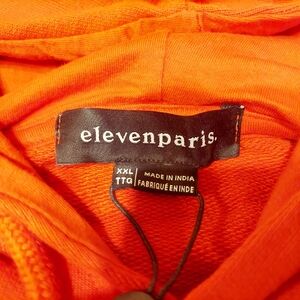 elevenparis.
XXL
TTG
MADE IN INDIA
FABRIQUÉ EN INDE